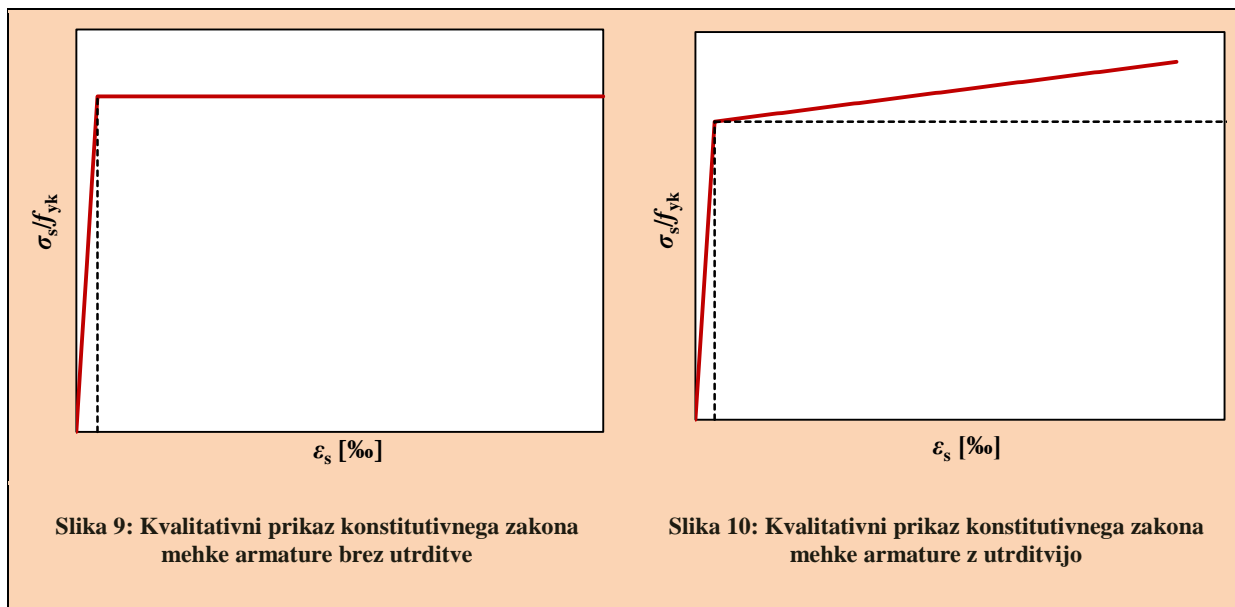 σs/fyk
εs [‰]
Slika 9: Kvalitativni prikaz konstitutivnega zakona
mehke armature brez utrditve
σs/fyk
εs [‰]
Slika 10: Kvalitativni prikaz konstitutivnega zakona
mehke armature z utrditvijo